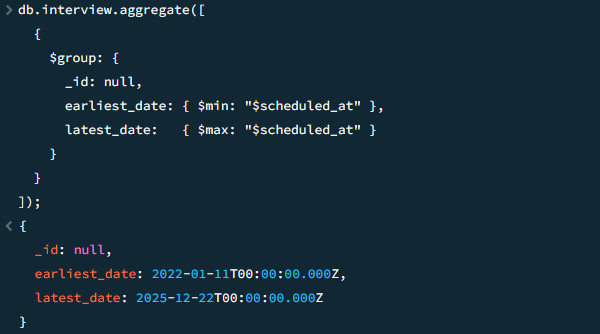 > db.interview.aggregate([
  {
    $group: {
      _id: null,
      earliest_date: { $min: "$scheduled_at" },
      latest_date:   { $max: "$scheduled_at" }
    }
  }
]);
< {
  _id: null,
  earliest_date: 2022-01-11T00:00:00.000Z,
  latest_date: 2025-12-22T00:00:00.000Z
}